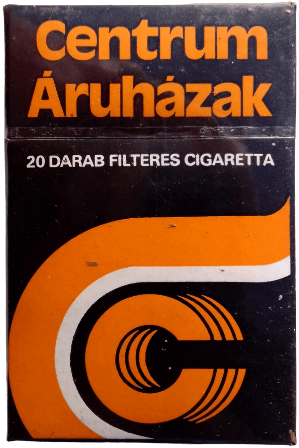 Centrum
Áruházak
20 DARAB FILTERES CIGARETTA